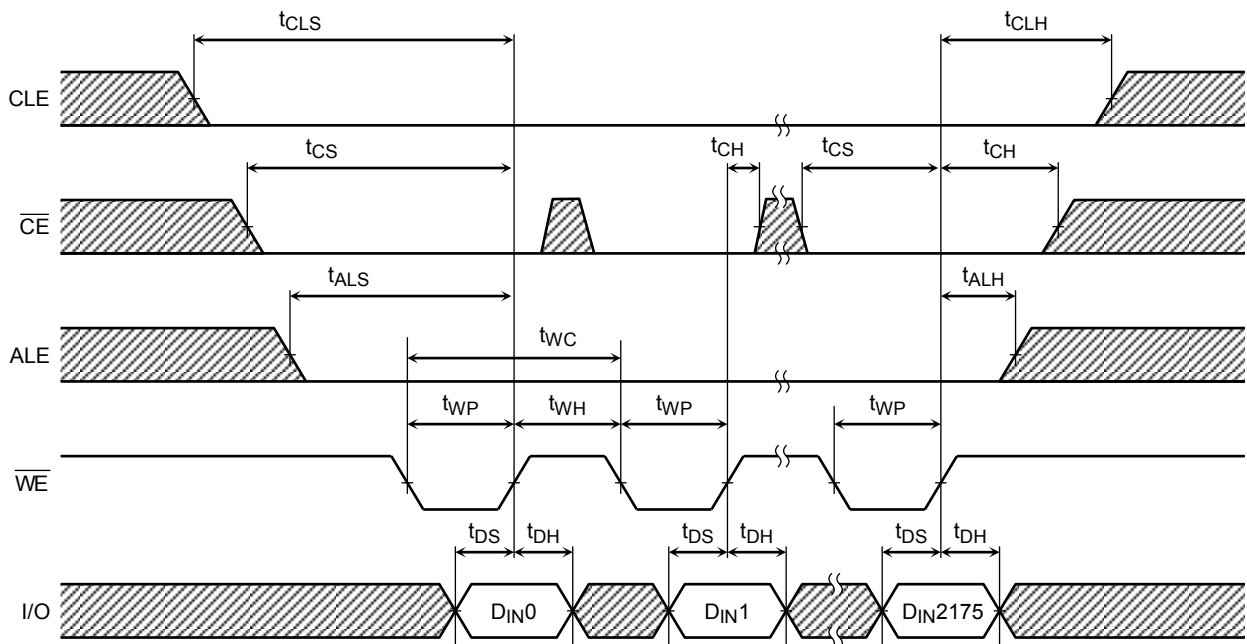 tCLS tCLH
CLE
tCS tCH tCS tCH
CE
tALS tALH
ALE
tWC
tWP tWH tWP tWP
WE
tDS tDH tDS tDH tDS tDH
I/O DIN0 DIN1 DIN2175